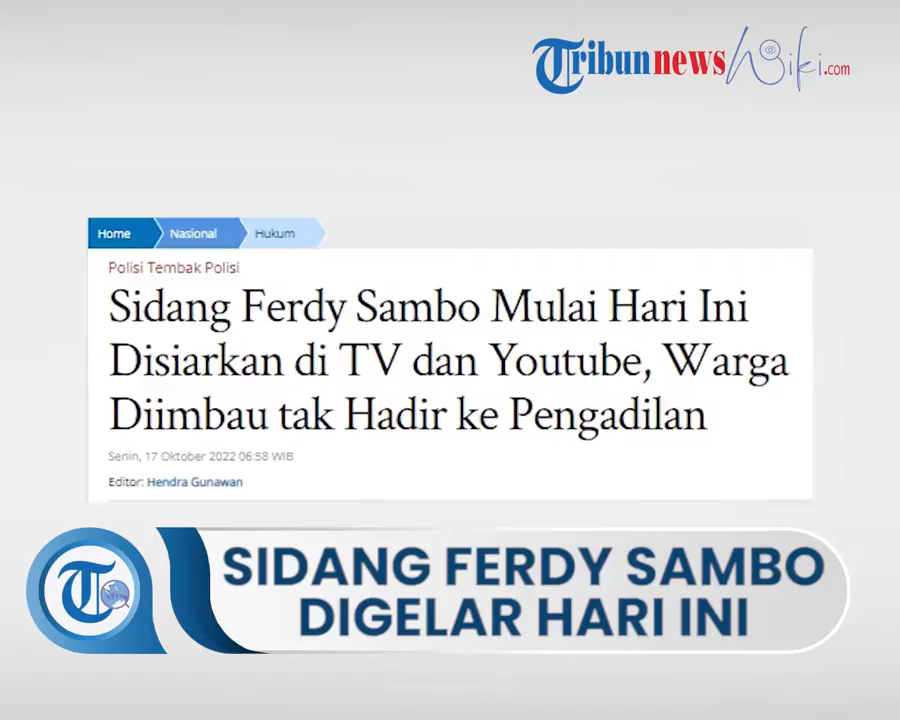 Tribunnews Wiki.com
Home Nasional Hukum
Polisi Tembak Polisi
Sidang Ferdy Sambo Mulai Hari Ini
Disiarkan di TV dan Youtube, Warga
Diimbau tak Hadir ke Pengadilan
Senin, 17 Oktober 2022 06:58 WIB
Editor: Hendra Gunawan
T
SIDANG FERDY SAMBO
DIGELAR HARI INI